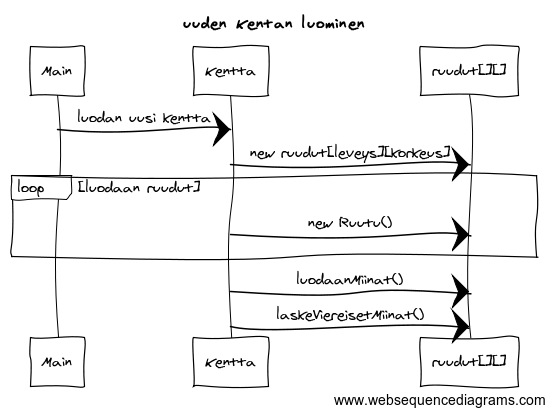 uuden kentan luominen
Main
kentta
ruudut[][]
luodan uusi kentta
new ruudut[leveys][korkeus]
loop
[luodaan ruudut]
new Ruutu()
luodaanMiinat()
laskeViereisetMiinat()
Main
kentta
ruudut[][]
www.websequencediagrams.com